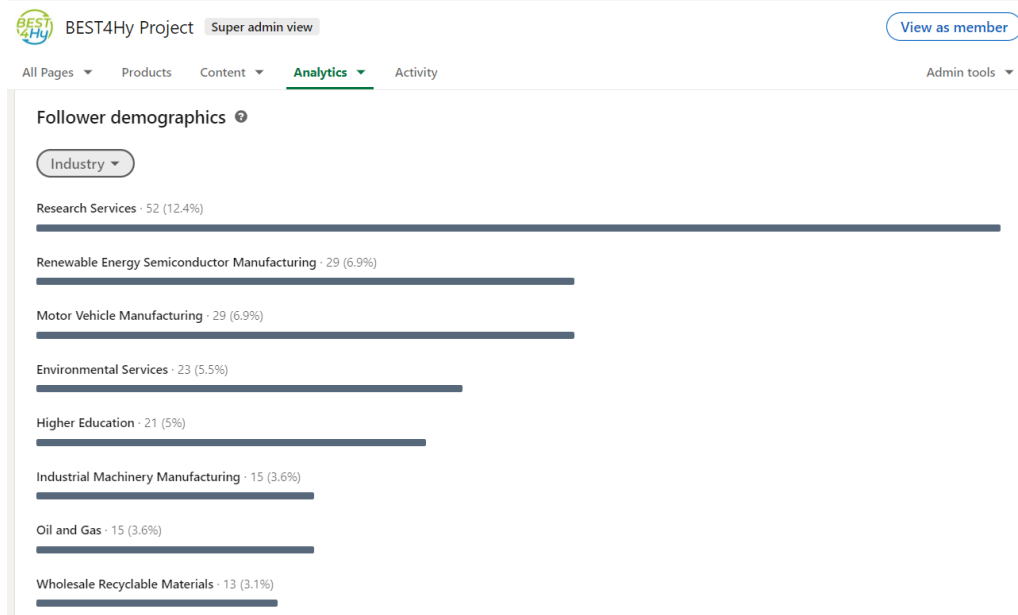 BEST
4Hy
BEST4Hy Project Super admin view View as member
All Pages Products Content Analytics Activity Admin tools
Follower demographics ?
Industry
Research Services · 52 (12.4%)
Renewable Energy Semiconductor Manufacturing · 29 (6.9%)
Motor Vehicle Manufacturing · 29 (6.9%)
Environmental Services · 23 (5.5%)
Higher Education · 21 (5%)
Industrial Machinery Manufacturing · 15 (3.6%)
Oil and Gas · 15 (3.6%)
Wholesale Recyclable Materials · 13 (3.1%)